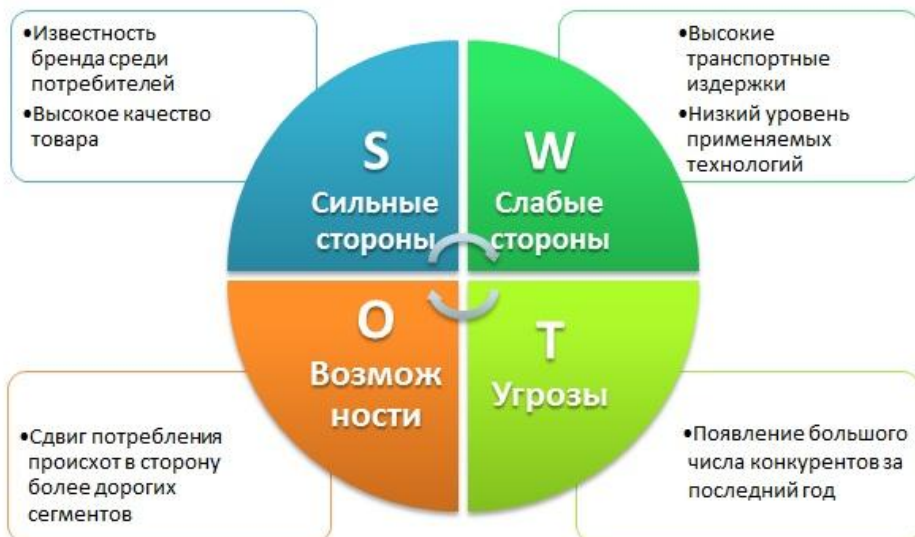 •Известность
бренда среди
потребителей
•Высокое качество
товара
S
Сильные
стороны
W
Слабые
стороны
•Высокие
транспортные
издержки
•Низкий уровень
применяемых
технологий
•Сдвиг потребления
происхот в сторону
более дорогих
сегментов
O
Возмож
ности
T
Угрозы
•Появление большого
числа конкурентов за
последний год